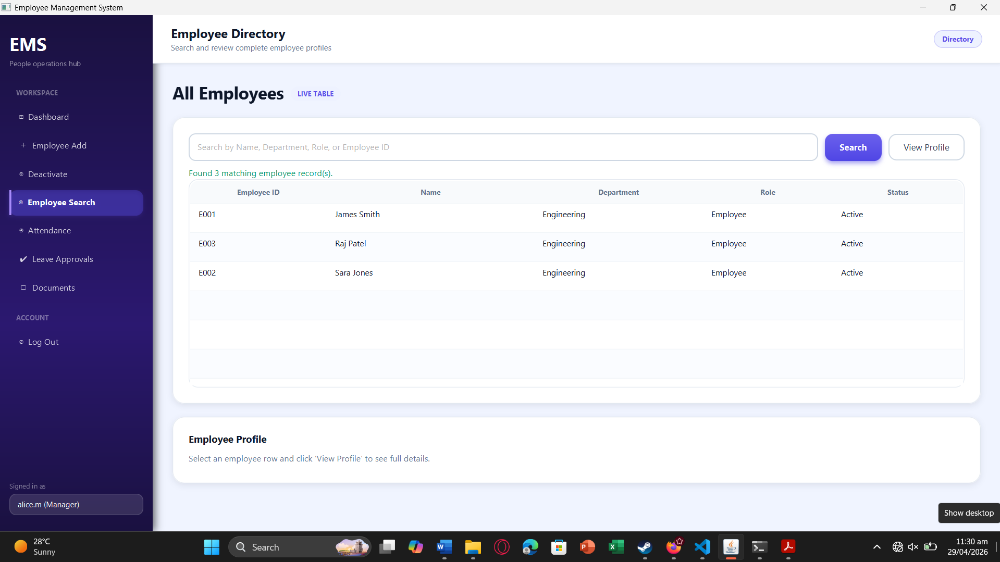 Employee Management System
EMS
People operations hub
WORKSPACE
Dashboard
+ Employee Add
Deactivate
Employee Search
Attendance
✔ Leave Approvals
Documents
ACCOUNT
Log Out
Signed in as
alice.m (Manager)
Employee Directory
Search and review complete employee profiles
Directory
All Employees LIVE TABLE
Search by Name, Department, Role, or Employee ID
Search
View Profile
Found 3 matching employee record(s).
Employee ID Name Department Role Status
E001 James Smith Engineering Employee Active
E003 Raj Patel Engineering Employee Active
E002 Sara Jones Engineering Employee Active
Employee Profile
Select an employee row and click 'View Profile' to see full details.
Show desktop
28°C
Sunny
Search
11:30 am
29/04/2026